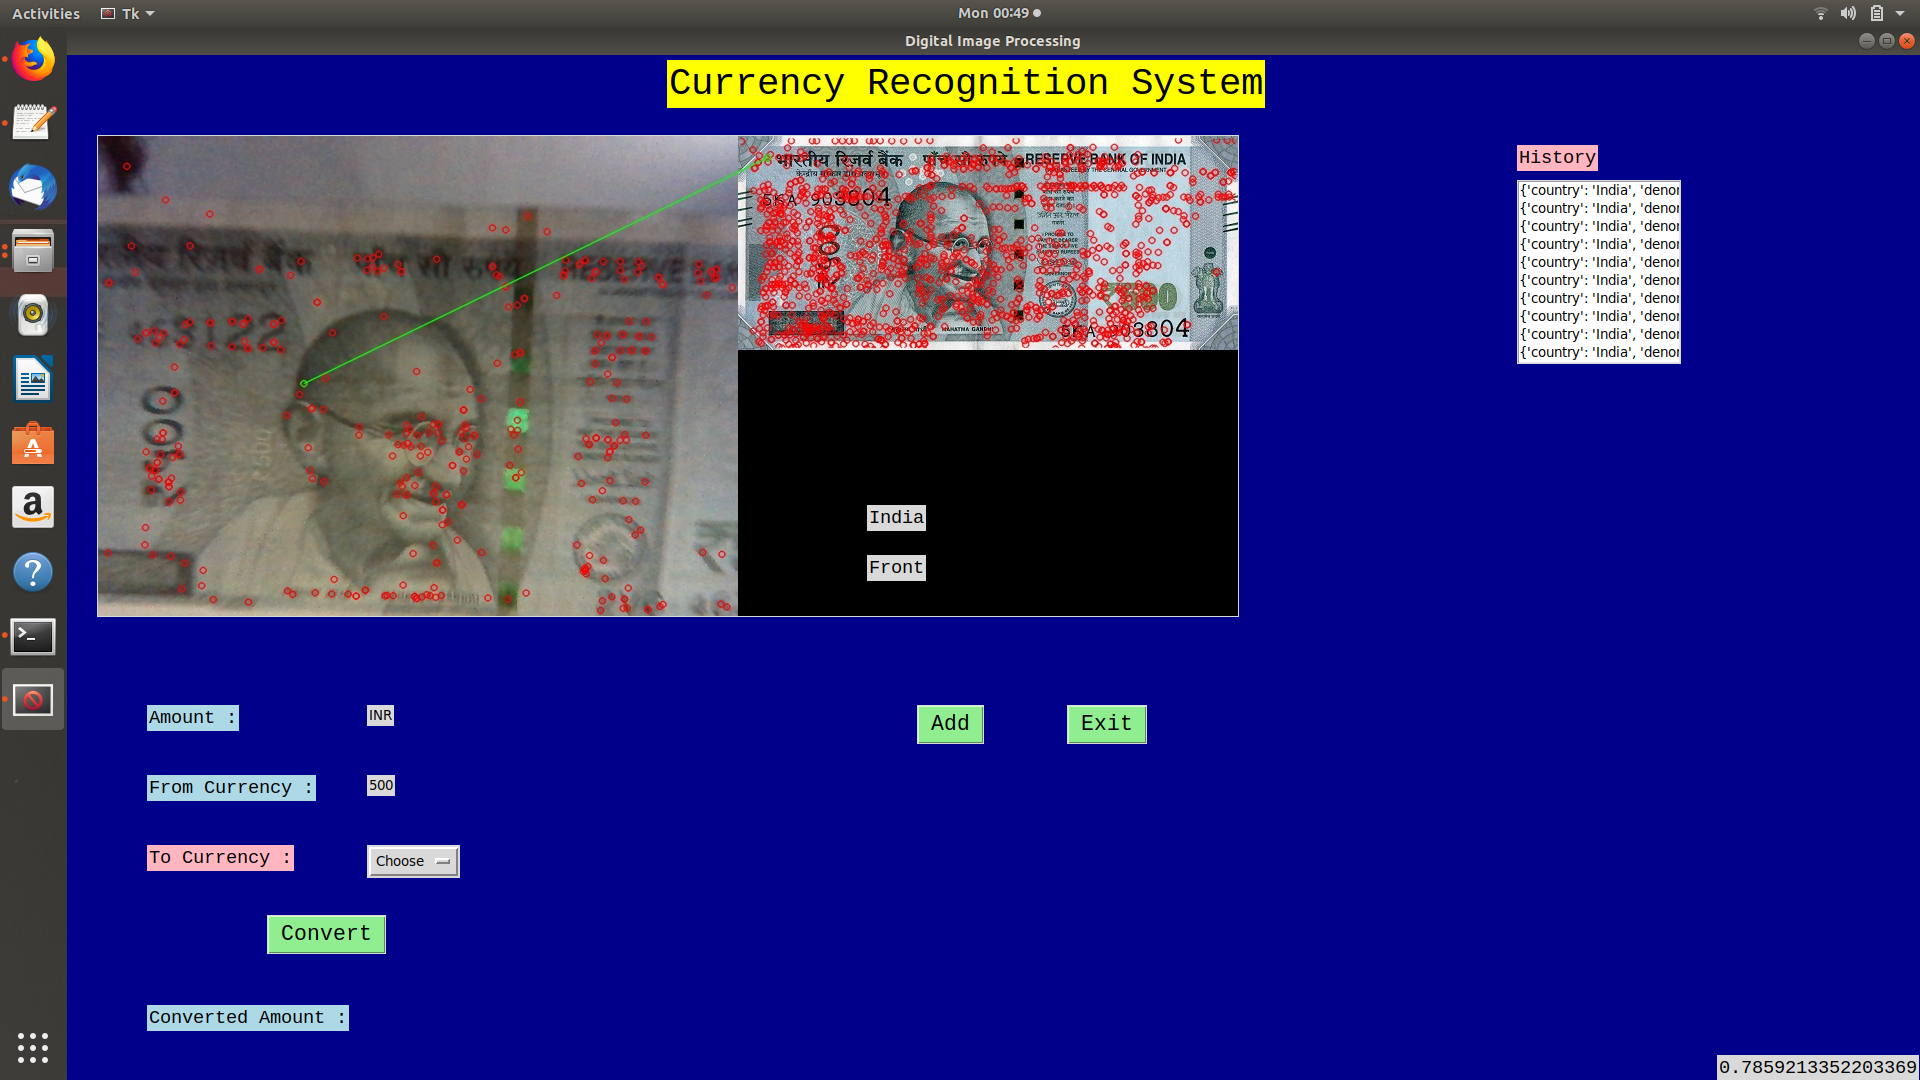 Activities
Tk
Mon 00:49
Digital Image Processing
Currency Recognition System
भारतीय रिज़र्व बैंक
पाँच सौ रुपये
RESERVE BANK OF INDIA
5KA 903804
MAHATMA GANDHI
5KA 903804
India
Front
History
{'country': 'India', 'denor
{'country': 'India', 'denor
{'country': 'India', 'denor
{'country': 'India', 'denor
{'country': 'India', 'denor
{'country': 'India', 'denor
{'country': 'India', 'denor
{'country': 'India', 'denor
{'country': 'India', 'denor
{'country': 'India', 'denor
Amount :
INR
Add
Exit
From Currency :
500
To Currency :
Choose
Convert
Converted Amount :
0.7859213352203369